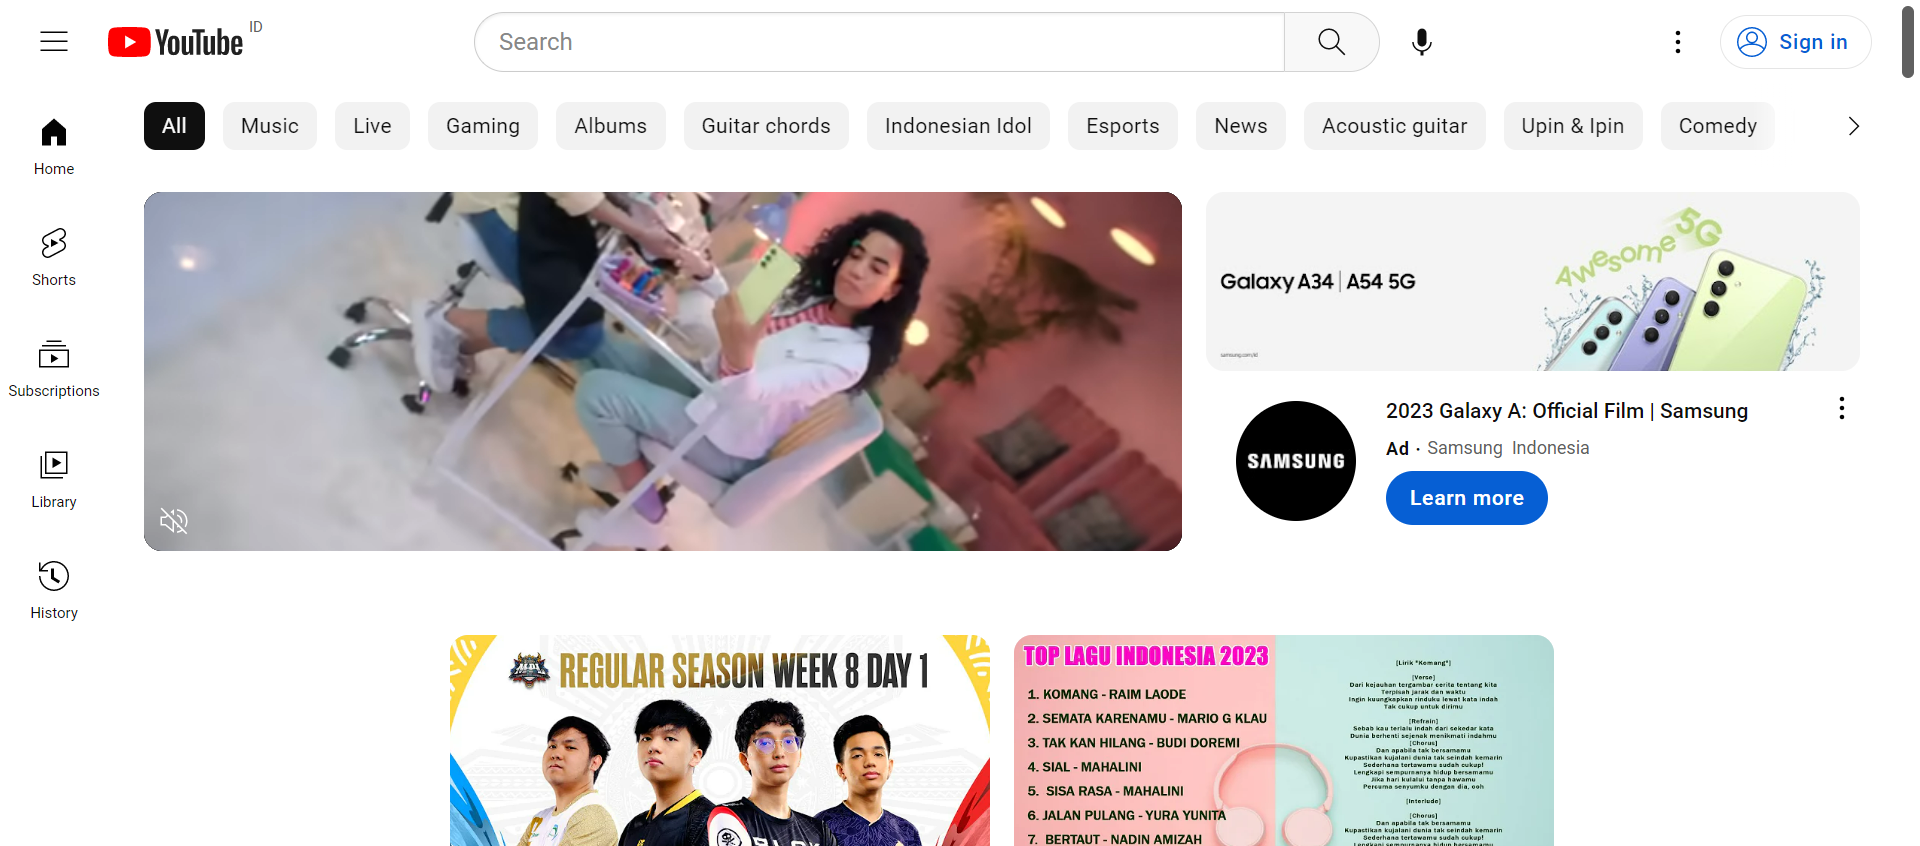 YouTube ID
Search
Sign in
All Music Live Gaming Albums Guitar chords Indonesian Idol Esports News Acoustic guitar Upin & Ipin Comedy
Home
Shorts
Subscriptions
Library
History
Awesome 5G
Galaxy A34 | A54 5G
samsung.com/id
2023 Galaxy A: Official Film | Samsung
SAMSUNG
Ad · Samsung Indonesia
Learn more
REGULAR SEASON WEEK 8 DAY 1
TOP LAGU INDONESIA 2023
1. KOMANG - RAIM LAODE
2. SEMATA KARENAMU - MARIO G KLAU
3. TAK KAN HILANG - BUDI DOREMI
4. SIAL - MAHALINI
5. SISA RASA - MAHALINI
6. JALAN PULANG - YURA YUNITA
7. BERTAUT - NADIN AMIZAH
[Lirik "Komang"]
[Verse]
Dari kejauhan tergambar cerita tentang kita
Terpisah jarak dan waktu
Ingin kuungkapkan rinduku lewat kata indah
Tak cukup untuk dirimu
[Refrain]
Sebab kau terlalu indah dari sekedar kata
Dunia berhenti sejenak menikmati indahmu
[Chorus]
Dan apabila tak bersamamu
Kupastikan kujalani dunia tak seindah kemarin
Sederhana tertawamu sudah cukup!
Lengkapi sempurnanya hidup bersamamu
Jika hari kulalui tanpa hawamu
Percuma senyumku dengan dia, ooh
[Interlude]
[Chorus]
Dan apabila tak bersamamu
Kupastikan kujalani dunia tak seindah kemarin
Sederhana tertawamu sudah cukup!